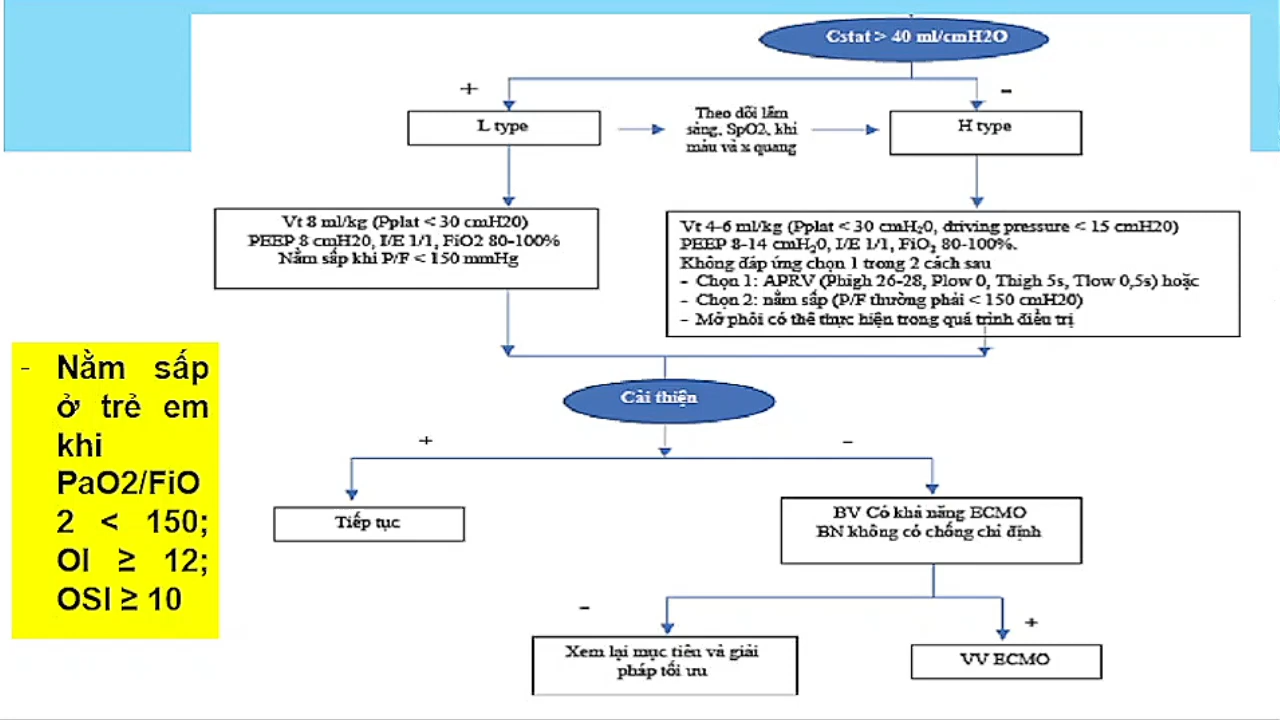 Cstat > 40 ml/cmH2O
+
–
L type
Theo dõi lâm
sàng, SpO2, khí
máu và x quang
H type
Vt 8 ml/kg (Pplat < 30 cmH20)
PEEP 8 cmH20, I/E 1/1, FiO2 80-100%
Nằm sấp khi P/F < 150 mmHg
Vt 4-6 ml/kg (Pplat < 30 cmH₂0, driving pressure < 15 cmH20)
PEEP 8-14 cmH₂0, I/E 1/1, FiO₂ 80-100%.
Không đáp ứng chọn 1 trong 2 cách sau
- Chọn 1: APRV (Phigh 26-28, Plow 0, Thigh 5s, Tlow 0,5s) hoặc
- Chọn 2: nằm sấp (P/F thường phải < 150 cmH20)
- Mở phổi có thể thực hiện trong quá trình điều trị
- Nằm sấp
ở trẻ em
khi
PaO2/FiO
2 < 150;
OI ≥ 12;
OSI ≥ 10
Cải thiện
+
–
Tiếp tục
BV Có khả năng ECMO
BN không có chống chỉ định
–
+
Xem lại mục tiêu và giải
pháp tối ưu
VV ECMO